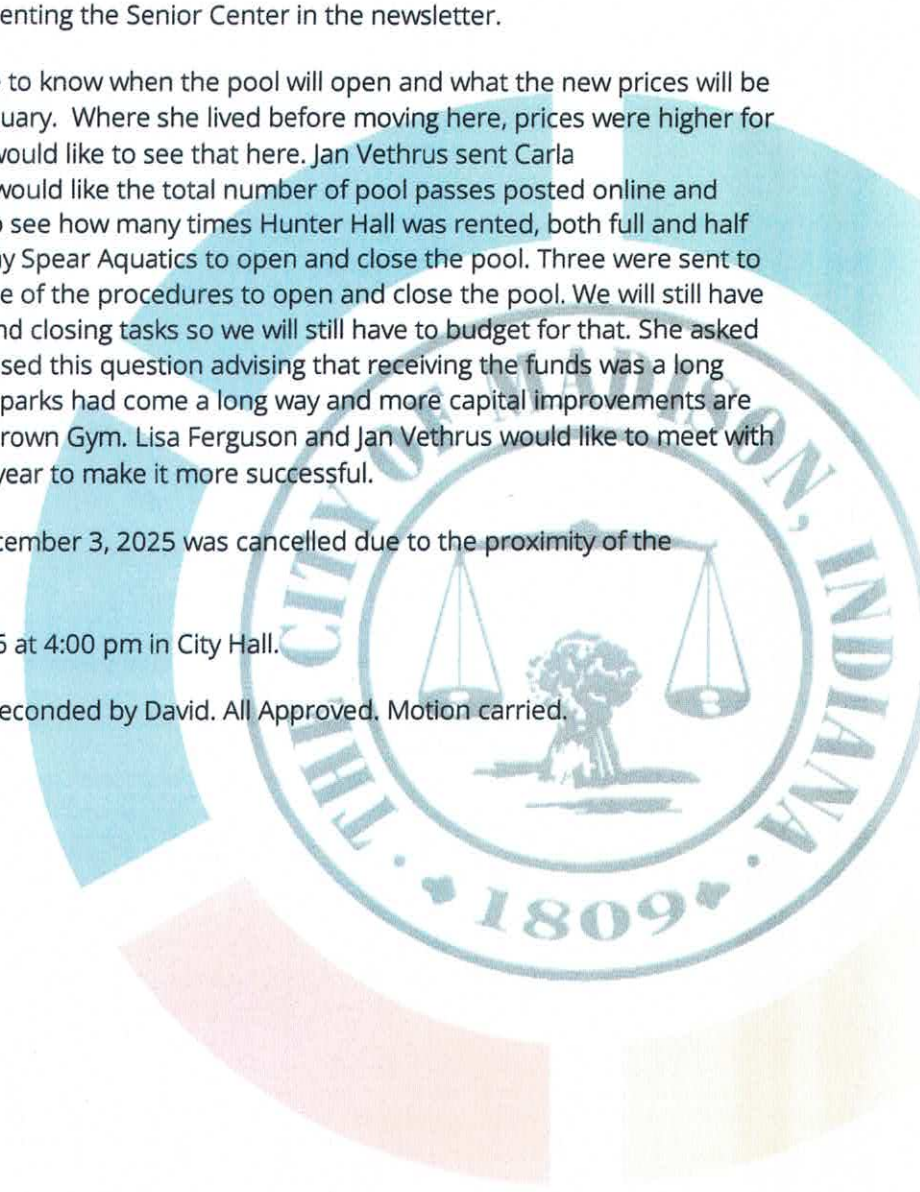 enting the Senior Center in the newsletter.
to know when the pool will open and what the new prices will be
uary. Where she lived before moving here, prices were higher for
would like to see that here. Jan Vethrus sent Carla
would like the total number of pool passes posted online and
see how many times Hunter Hall was rented, both full and half
y Spear Aquatics to open and close the pool. Three were sent to
e of the procedures to open and close the pool. We will still have
nd closing tasks so we will still have to budget for that. She asked
sed this question advising that receiving the funds was a long
parks had come a long way and more capital improvements are
rown Gym. Lisa Ferguson and Jan Vethrus would like to meet with
year to make it more successful.
cember 3, 2025 was cancelled due to the proximity of the
5 at 4:00 pm in City Hall.
econded by David. All Approved. Motion carried.
THE CITY OF MADISON, INDIANA
1809